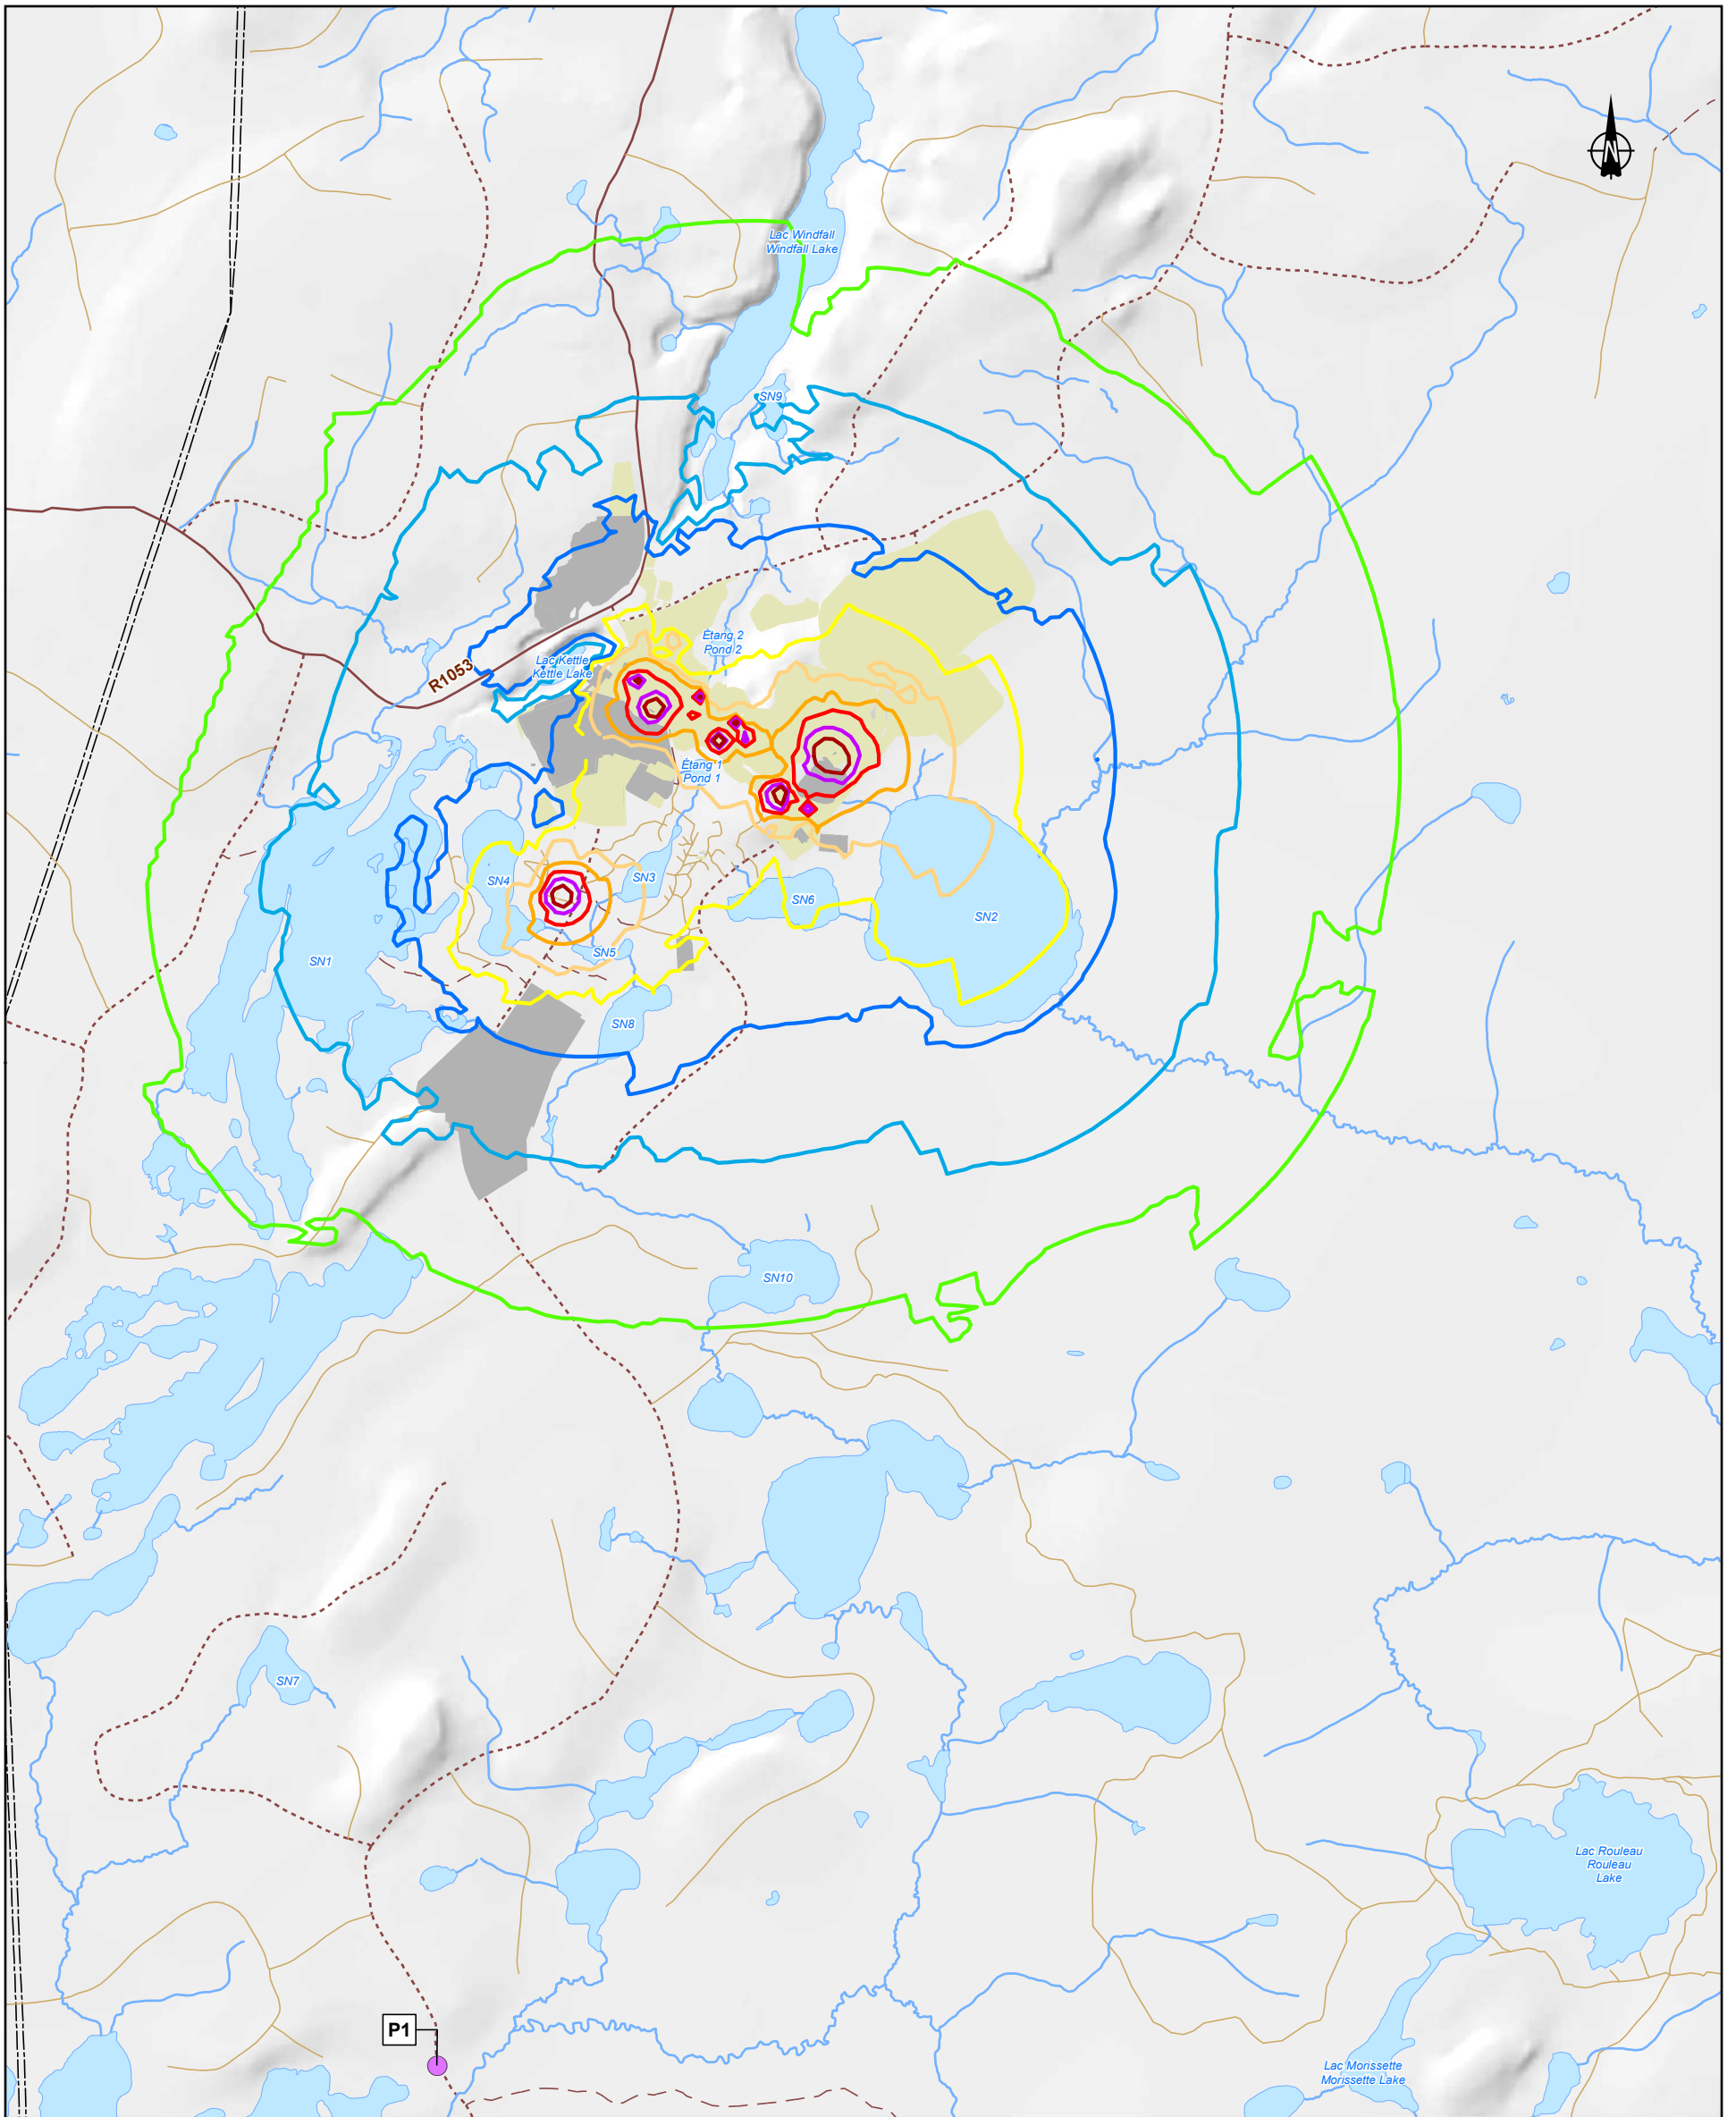 N
Lac Windfall
Windfall Lake
SN9
Étang 2
Pond 2
Lac Kettle
Kettle Lake
R1053
Étang 1
Pond 1
SN4
SN3
SN6
SN2
SN5
SN1
SN8
SN10
SN7
Lac Rouleau
Rouleau
Lake
P1
Lac Morissette
Morissette Lake